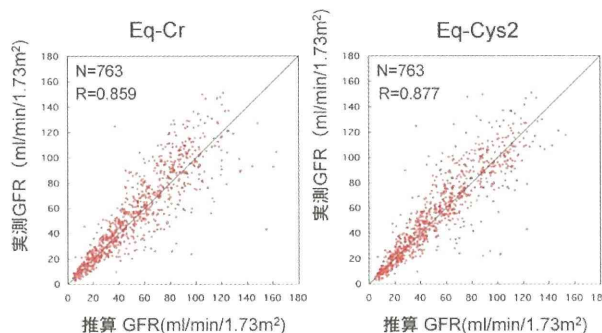 Eq-Cr
実測GFR (ml/min/1.73m²)
180
160
140
120
100
80
60
40
20
0
N=763
R=0.859
0 20 40 60 80 100 120 140 160 180
推算 GFR(ml/min/1.73m²)
Eq-Cys2
実測GFR (ml/min/1.73m²)
180
160
140
120
100
80
60
40
20
0
N=763
R=0.877
0 20 40 60 80 100 120 140 160 180
推算 GFR(ml/min/1.73m²)